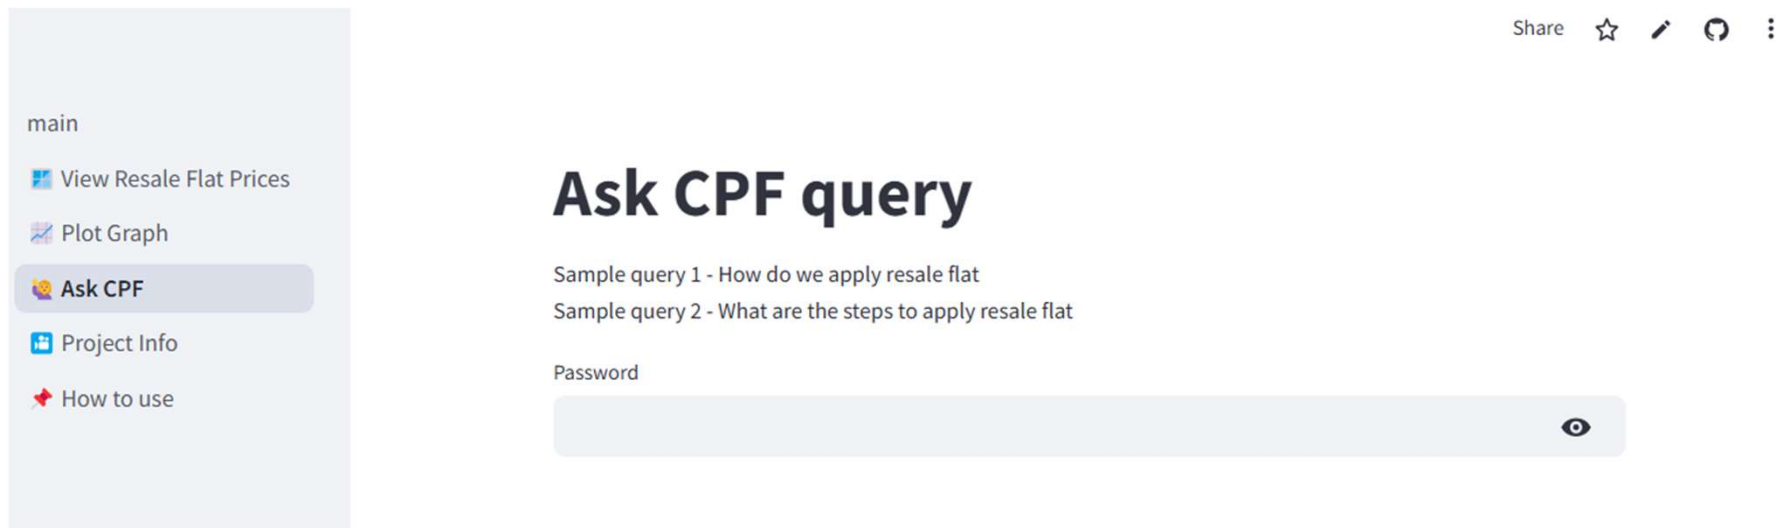 Share
main
View Resale Flat Prices
Plot Graph
Ask CPF
Project Info
How to use
Ask CPF query
Sample query 1 - How do we apply resale flat
Sample query 2 - What are the steps to apply resale flat
Password